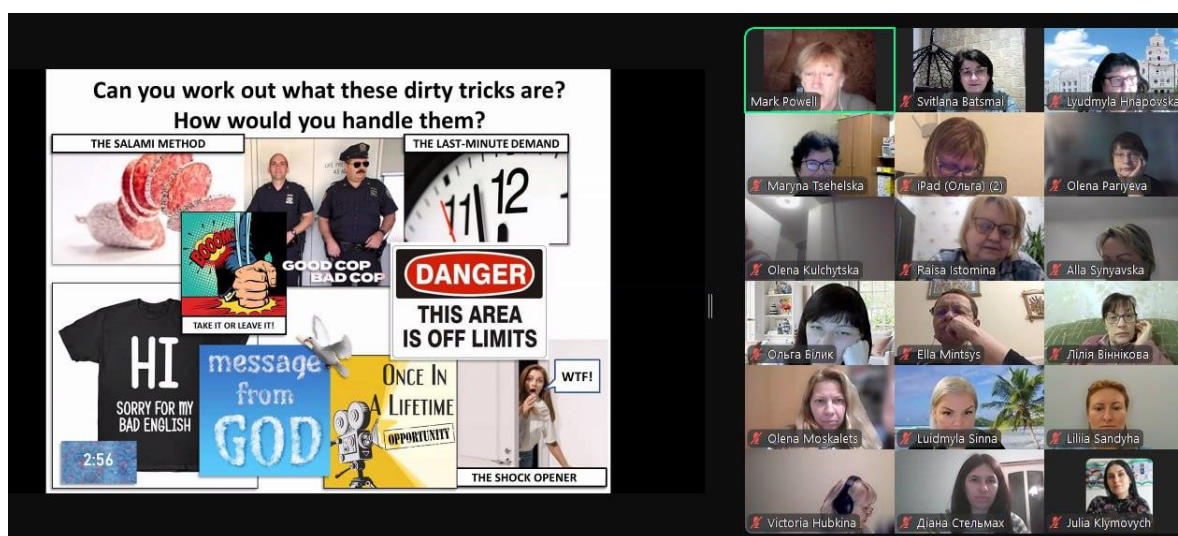 Can you work out what these dirty tricks are?
How would you handle them?
THE SALAMI METHOD
THE LAST-MINUTE DEMAND
11
12
GOOD COP
BAD COP
BOOOM!
TAKE IT OR LEAVE IT!
DANGER
THIS AREA
IS OFF LIMITS
HI
SORRY FOR MY
BAD ENGLISH
message
from
GOD
ONCE IN
A LIFETIME
OPPORTUNITY
WTF!
THE SHOCK OPENER
2:56
Mark Powell
Svitlana Batsmai
Lyudmyla Hnapovska
Maryna Tsehelska
iPad (Ольга) (2)
Olena Pariyeva
Olena Kulchytska
Raisa Istomina
Alla Synyavska
Ольга Білик
Ella Mintsys
Лілія Віннікова
Olena Moskalets
Luidmyla Sinna
Liliia Sandyha
Victoria Hubkina
Діана Стельмах
Julia Klymovych